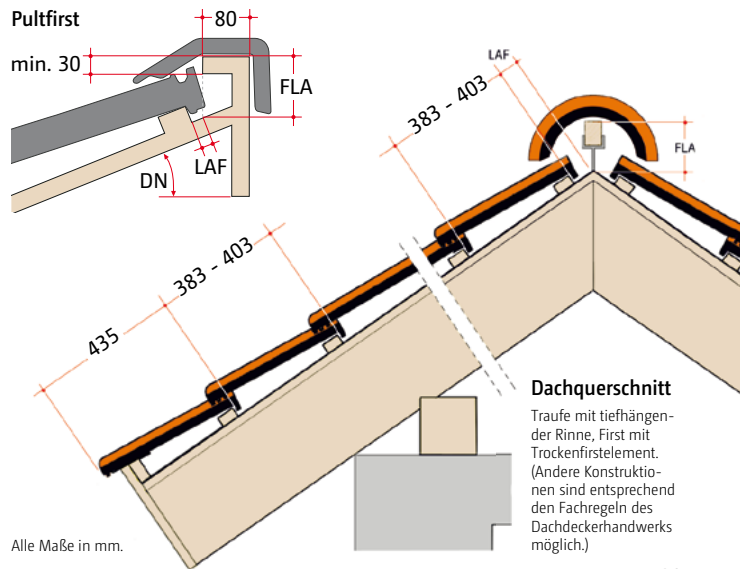 Pultfirst
80
min. 30
FLA
LAF
DN
LAF
383 - 403
FLA
383 - 403
435
Dachquerschnitt
Traufe mit tiefhängen-
der Rinne, First mit
Trockenfirstelement.
(Andere Konstruktio-
nen sind entsprechend
den Fachregeln des
Dachdeckerhandwerks
möglich.)
Alle Maße in mm.